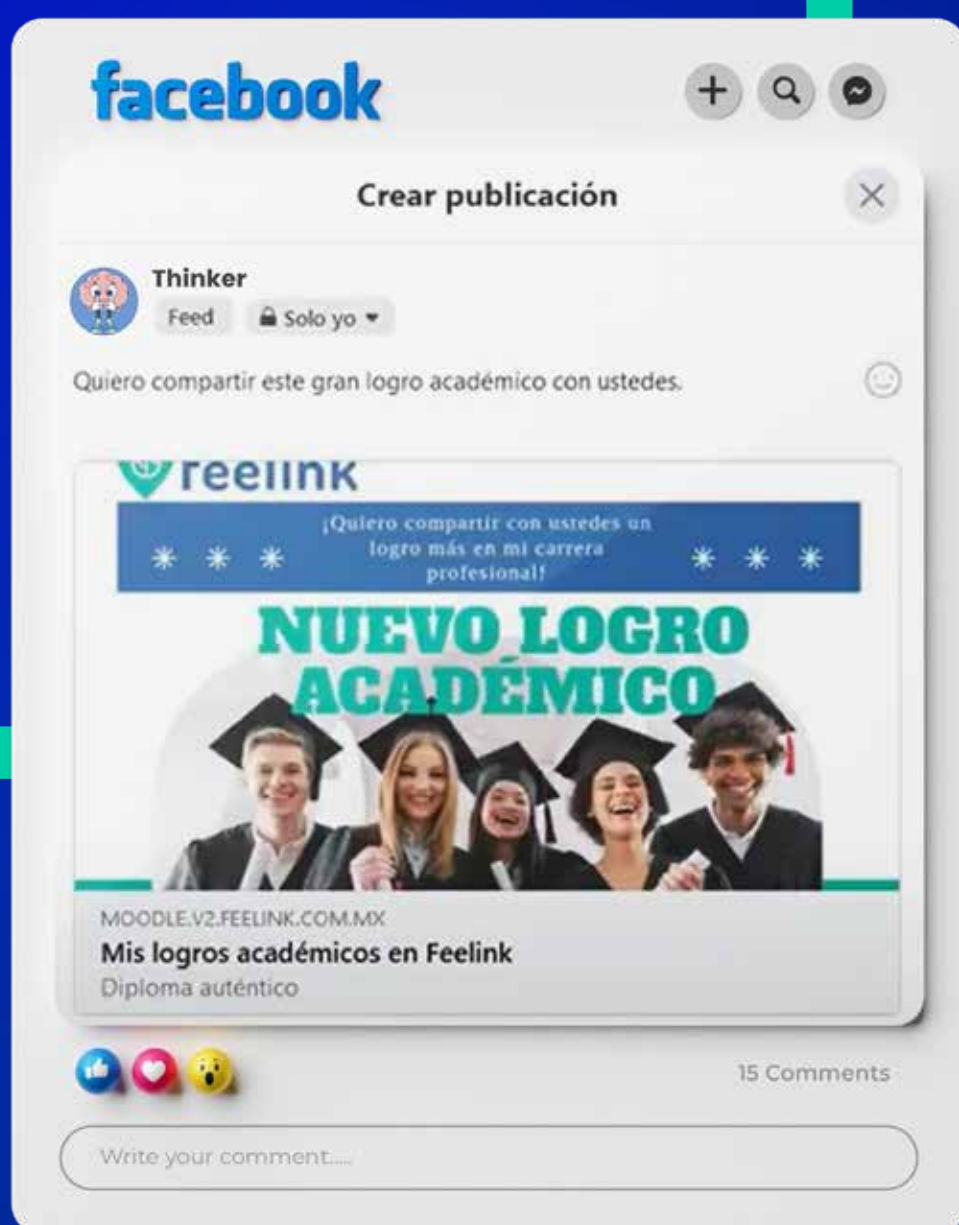 facebook
Crear publicación
Thinker
Feed
Solo yo
Quiero compartir este gran logro académico con ustedes.
feelink
¡Quiero compartir con ustedes un
logro más en mi carrera
profesional!
NUEVO LOGRO
ACADÉMICO
MOODLE.V2.FEELINK.COM.MX
Mis logros académicos en Feelink
Diploma auténtico
15 Comments
Write your comment.....